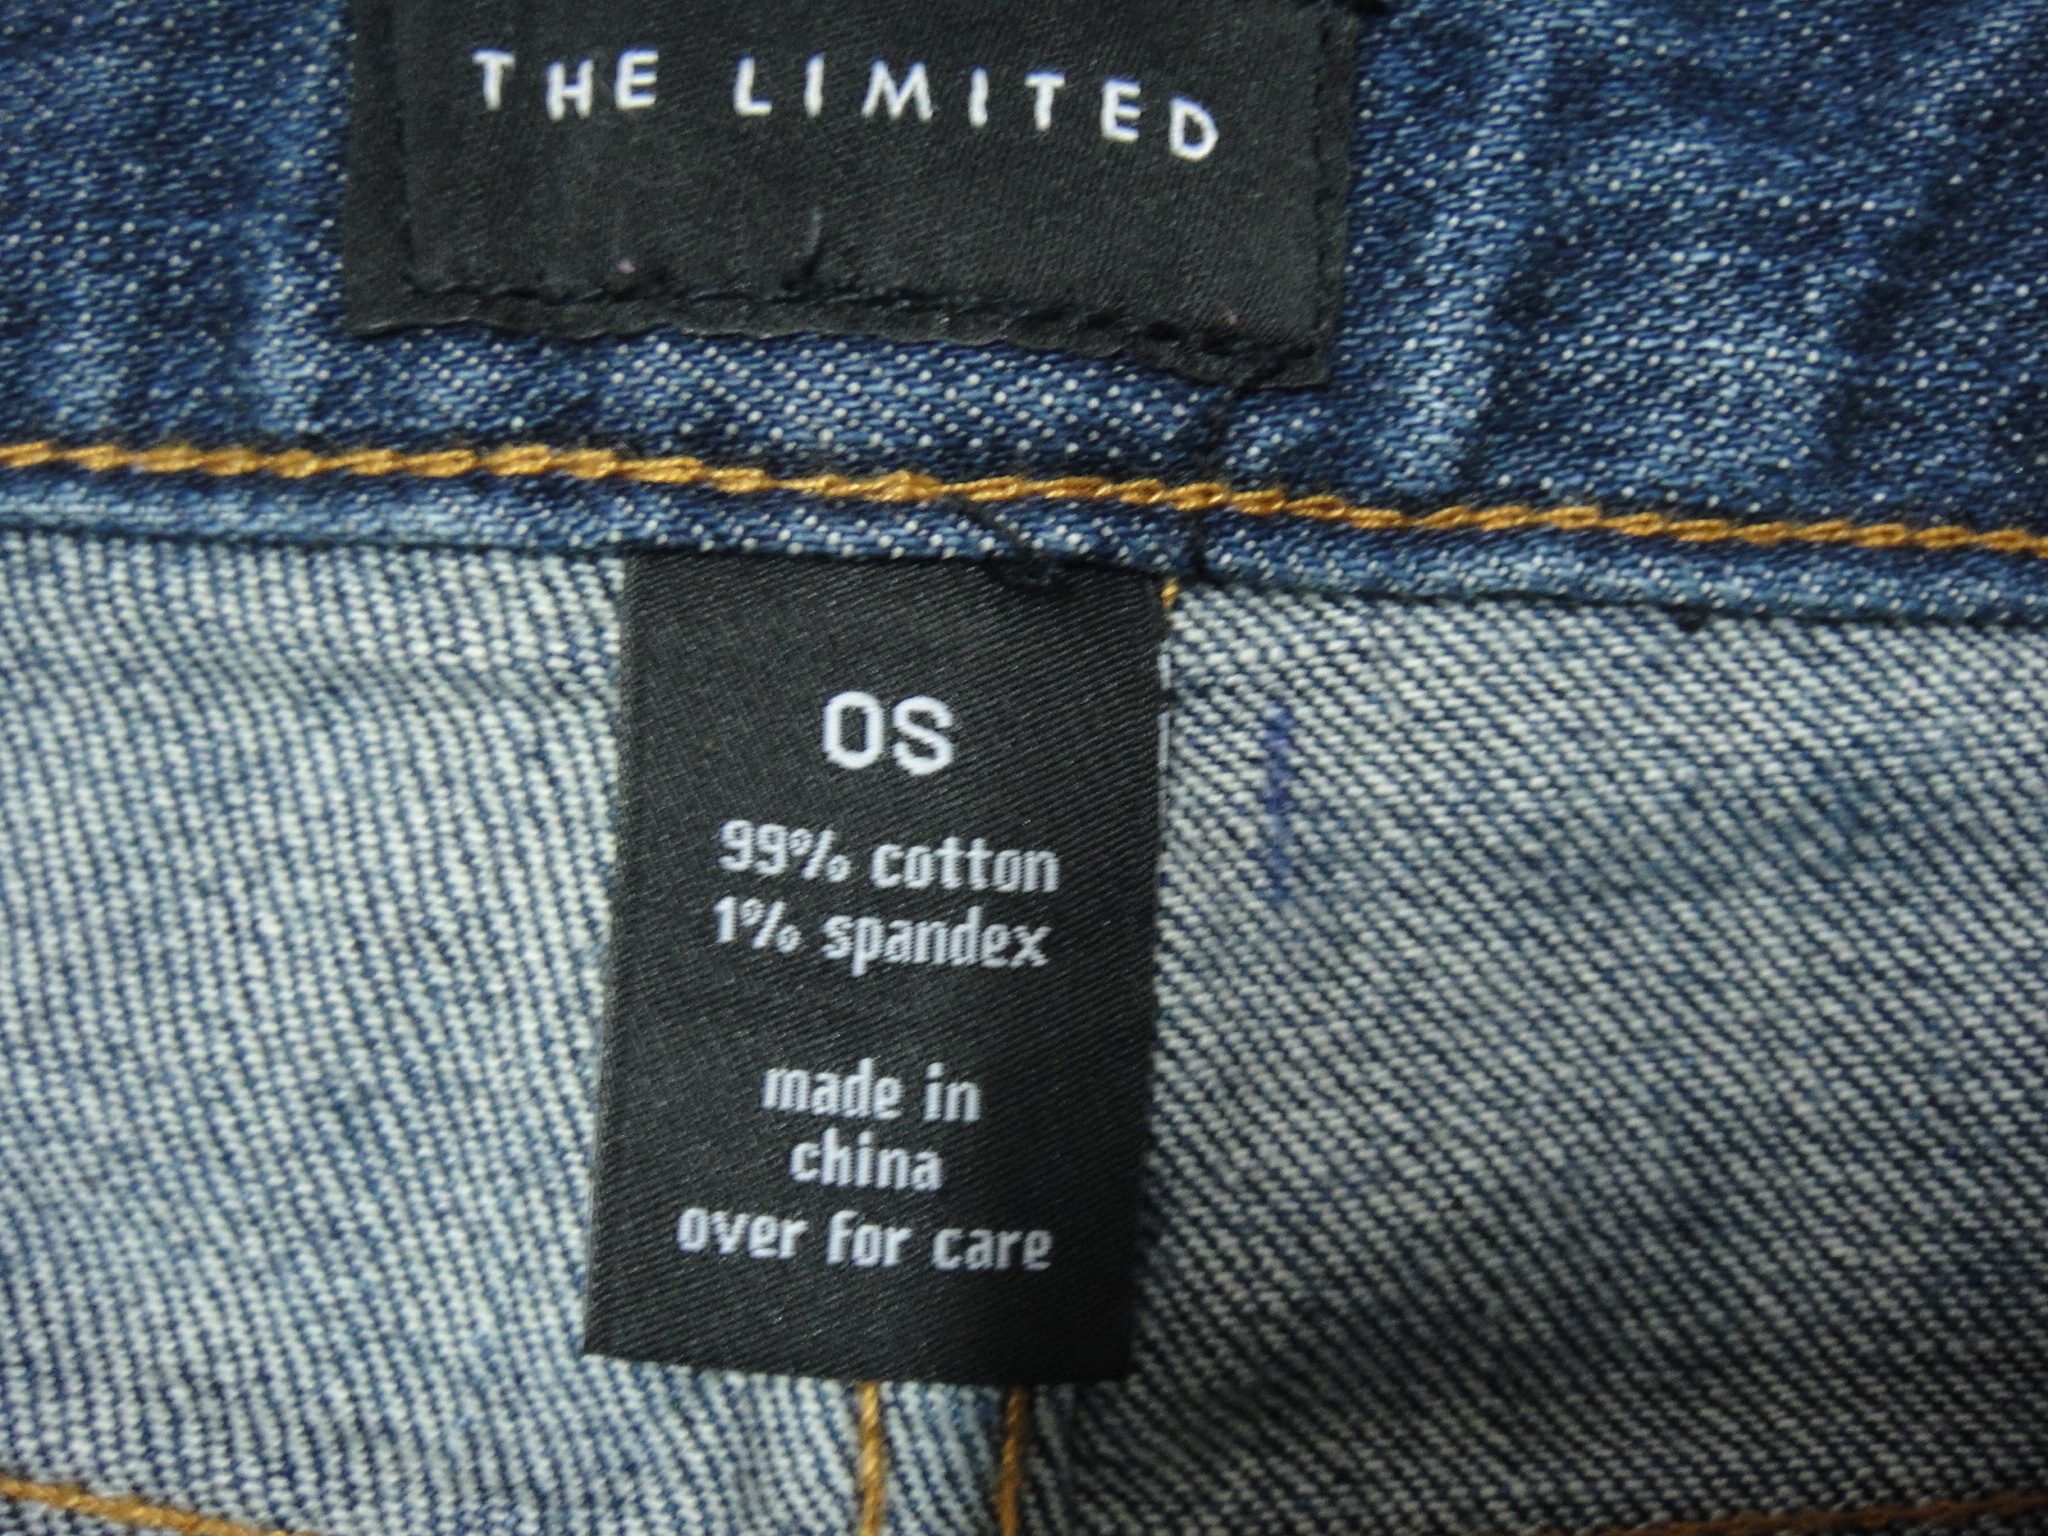 THE LIMITED
0S
99% cotton
1% spandex
made in
china
over for care